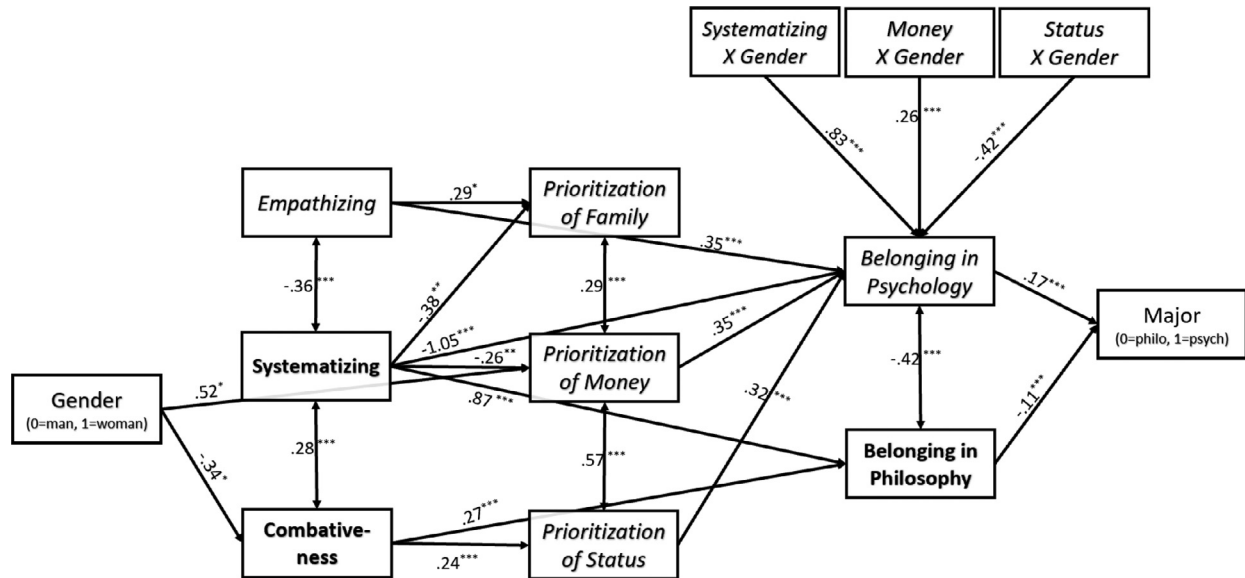 Systematizing
X Gender
Money
X Gender
Status
X Gender
.83***
.26***
-.42***
Empathizing
.29*
Prioritization
of Family
.35***
Belonging in
Psychology
.17***
-.36***
-.38**
.29***
-1.05***
.35***
Major
(0=philo, 1=psych)
Systematizing
-.26**
Prioritization
of Money
-.42***
Gender
(0=man, 1=woman)
.52*
.87***
.32***
-.11***
-.34*
.28***
.57***
Belonging in
Philosophy
.27***
Combative-
ness
.24***
Prioritization
of Status